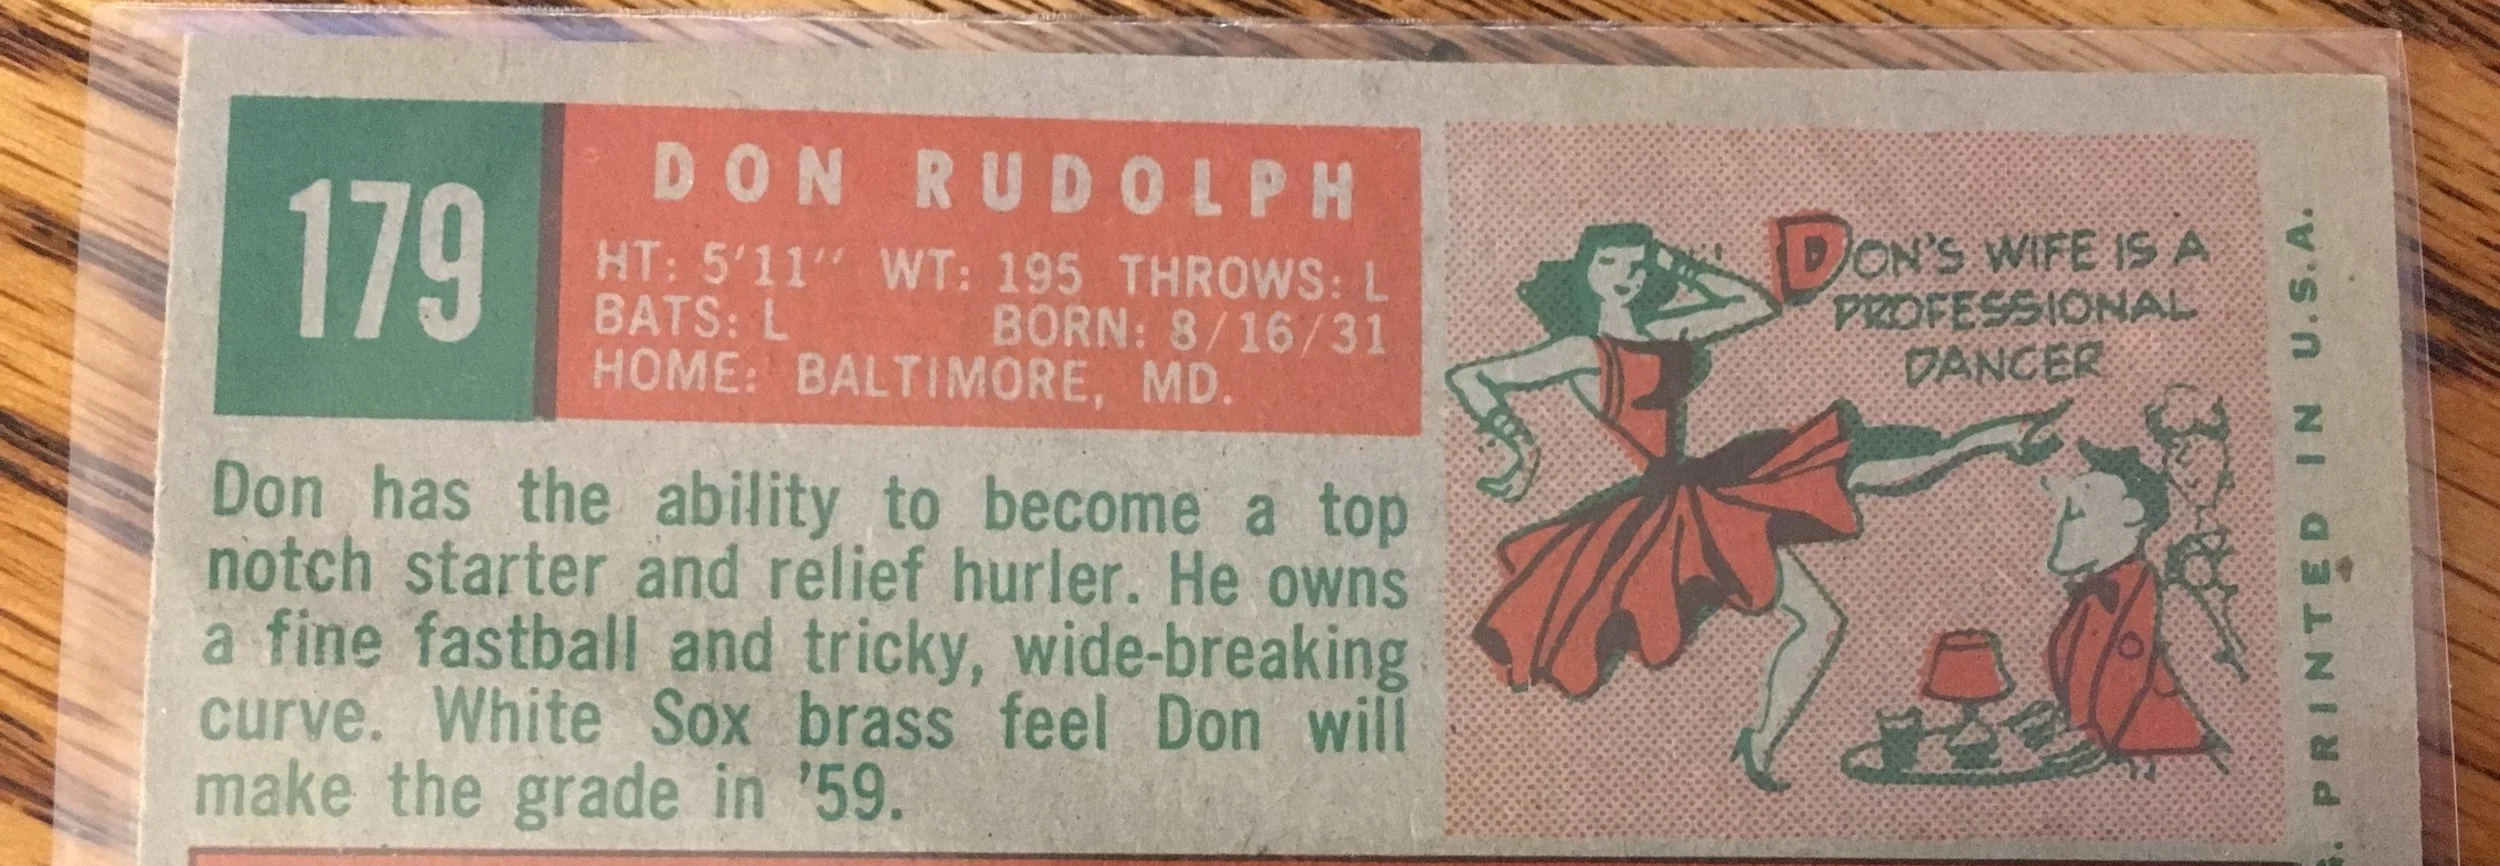 179
DON RUDOLPH
HT: 5'11" WT: 195 THROWS: L
BATS: L BORN: 8/16/31
HOME: BALTIMORE, MD.
Don has the ability to become a top
notch starter and relief hurler. He owns
a fine fastball and tricky, wide-breaking
curve. White Sox brass feel Don will
make the grade in '59.
DON'S WIFE IS A
PROFESSIONAL
DANCER
PRINTED IN U.S.A.